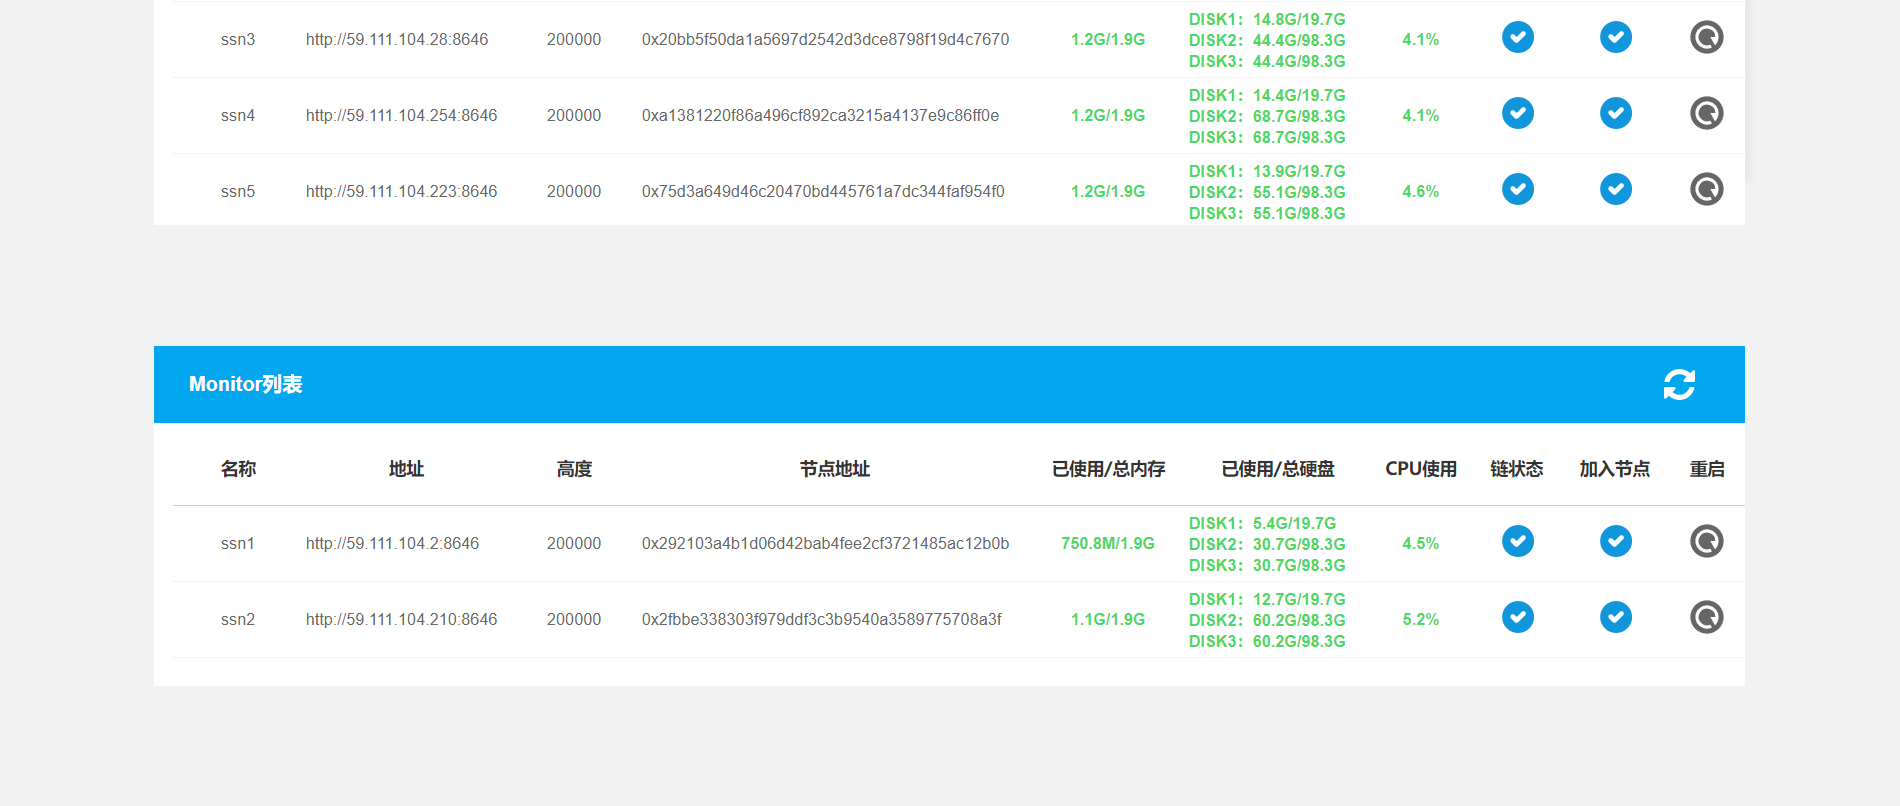 DISK1：14.8G/19.7G
ssn3 http://59.111.104.28:8646 200000 0x20bb5f50da1a5697d2542d3dce8798f19d4c7670 1.2G/1.9G DISK2：44.4G/98.3G 4.1%
DISK3：44.4G/98.3G
DISK1：14.4G/19.7G
ssn4 http://59.111.104.254:8646 200000 0xa1381220f86a496cf892ca3215a4137e9c86ff0e 1.2G/1.9G DISK2：68.7G/98.3G 4.1%
DISK3：68.7G/98.3G
DISK1：13.9G/19.7G
ssn5 http://59.111.104.223:8646 200000 0x75d3a649d46c20470bd445761a7dc344faf954f0 1.2G/1.9G DISK2：55.1G/98.3G 4.6%
DISK3：55.1G/98.3G
Monitor列表
名称 地址 高度 节点地址 已使用/总内存 已使用/总硬盘 CPU使用 链状态 加入节点 重启
DISK1：5.4G/19.7G
ssn1 http://59.111.104.2:8646 200000 0x292103a4b1d06d42bab4fee2cf3721485ac12b0b 750.8M/1.9G DISK2：30.7G/98.3G 4.5%
DISK3：30.7G/98.3G
DISK1：12.7G/19.7G
ssn2 http://59.111.104.210:8646 200000 0x2fbbe338303f979ddf3c3b9540a3589775708a3f 1.1G/1.9G DISK2：60.2G/98.3G 5.2%
DISK3：60.2G/98.3G